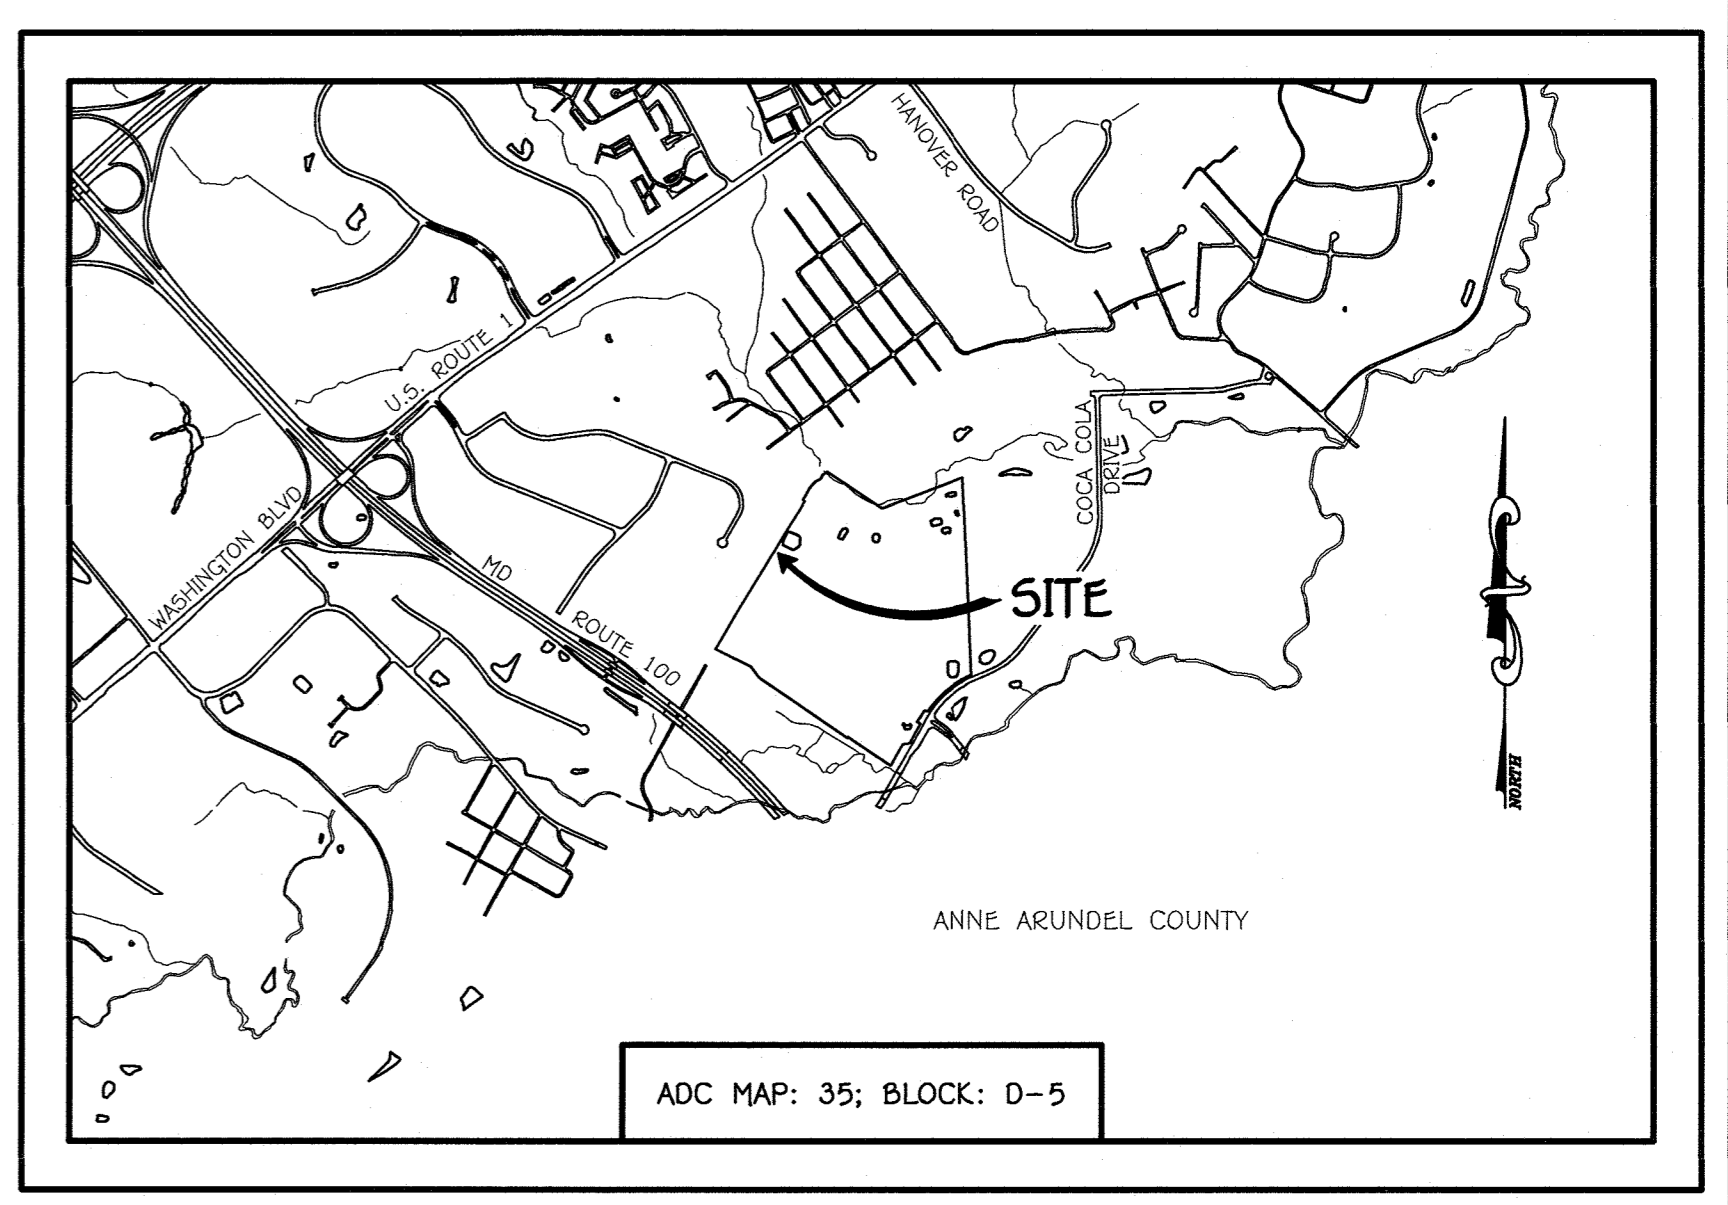 HANOVER ROAD
U.S. ROUTE 1
COCA COLA
DRIVE
WASHINGTON BLVD
MD
ROUTE 100
SITE
NORTH
ANNE ARUNDEL COUNTY
ADC MAP: 35; BLOCK: D-5